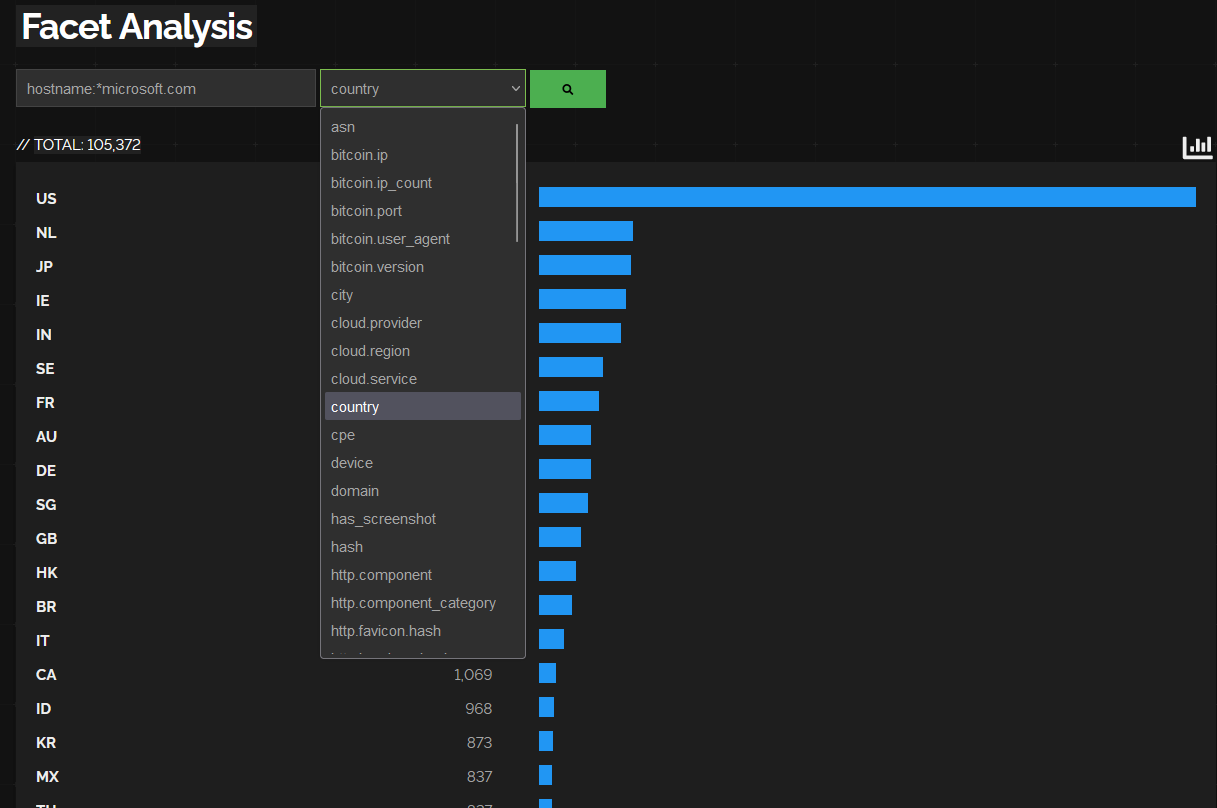 Facet Analysis
hostname:*microsoft.com country
// TOTAL: 105,372
asn
bitcoin.ip
bitcoin.ip_count
bitcoin.port
bitcoin.user_agent
bitcoin.version
city
cloud.provider
cloud.region
cloud.service
country
cpe
device
domain
has_screenshot
hash
http.component
http.component_category
http.favicon.hash
US
NL
JP
IE
IN
SE
FR
AU
DE
SG
GB
HK
BR
IT
CA 1,069
ID 968
KR 873
MX 837